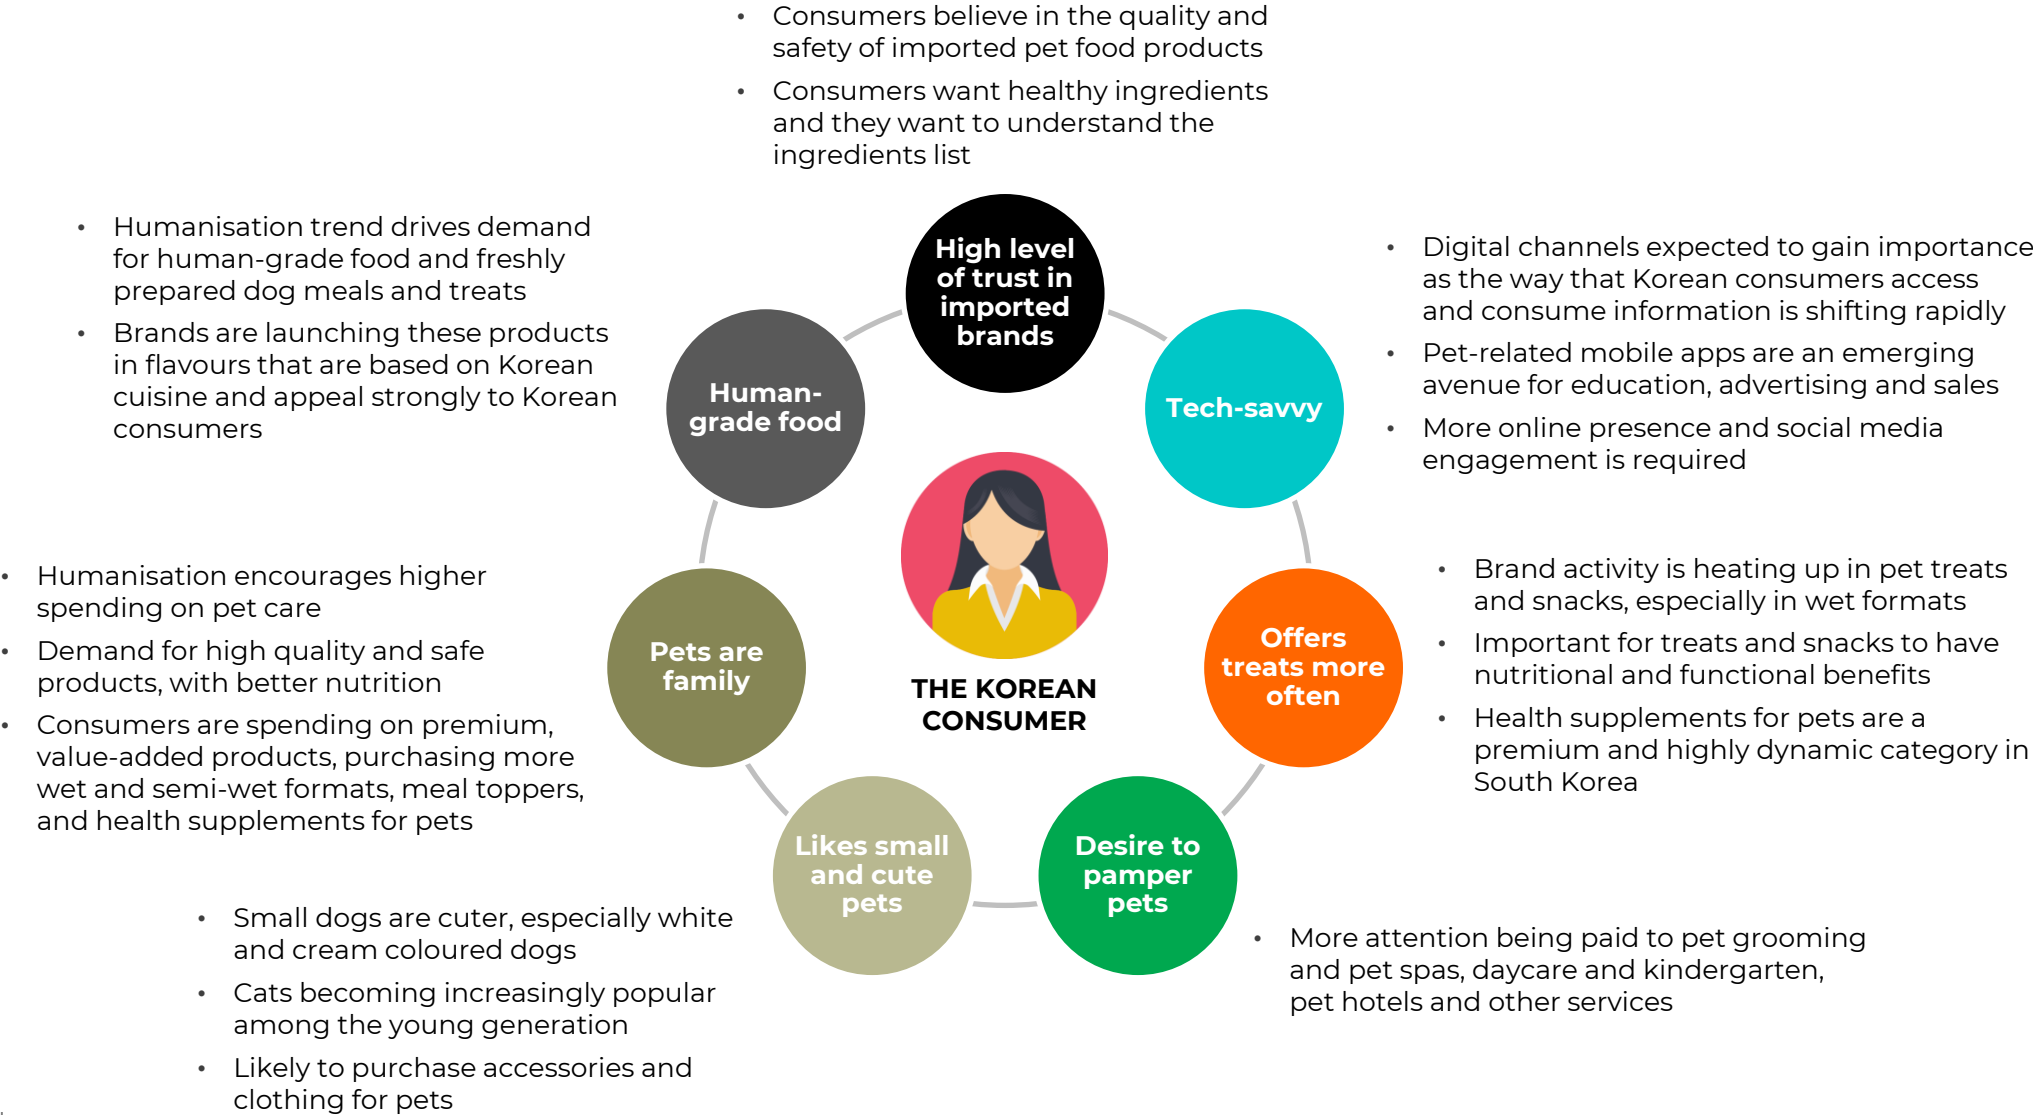 • Consumers believe in the quality and
safety of imported pet food products
• Consumers want healthy ingredients
and they want to understand the
ingredients list
High level
of trust in
imported
brands
• Digital channels expected to gain importance
as the way that Korean consumers access
and consume information is shifting rapidly
• Pet-related mobile apps are an emerging
avenue for education, advertising and sales
• More online presence and social media
engagement is required
Tech-savvy
• Brand activity is heating up in pet treats
and snacks, especially in wet formats
• Important for treats and snacks to have
nutritional and functional benefits
• Health supplements for pets are a
premium and highly dynamic category in
South Korea
Offers
treats more
often
• More attention being paid to pet grooming
and pet spas, daycare and kindergarten,
pet hotels and other services
Desire to
pamper
pets
• Small dogs are cuter, especially white
and cream coloured dogs
• Cats becoming increasingly popular
among the young generation
• Likely to purchase accessories and
clothing for pets
Likes small
and cute
pets
• Humanisation encourages higher
spending on pet care
• Demand for high quality and safe
products, with better nutrition
• Consumers are spending on premium,
value-added products, purchasing more
wet and semi-wet formats, meal toppers,
and health supplements for pets
Pets are
family
• Humanisation trend drives demand
for human-grade food and freshly
prepared dog meals and treats
• Brands are launching these products
in flavours that are based on Korean
cuisine and appeal strongly to Korean
consumers
Human-
grade food
THE KOREAN
CONSUMER